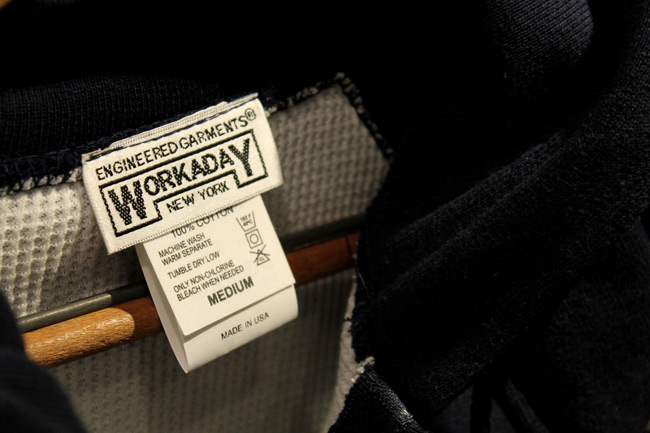 ENGINEERED GARMENTS®
WORKADAY
NEW YORK
100% COTTON
MACHINE WASH
WARM SEPARATE
TUMBLE DRY LOW
ONLY NON-CHLORINE
BLEACH WHEN NEEDED
MEDIUM
MADE IN USA